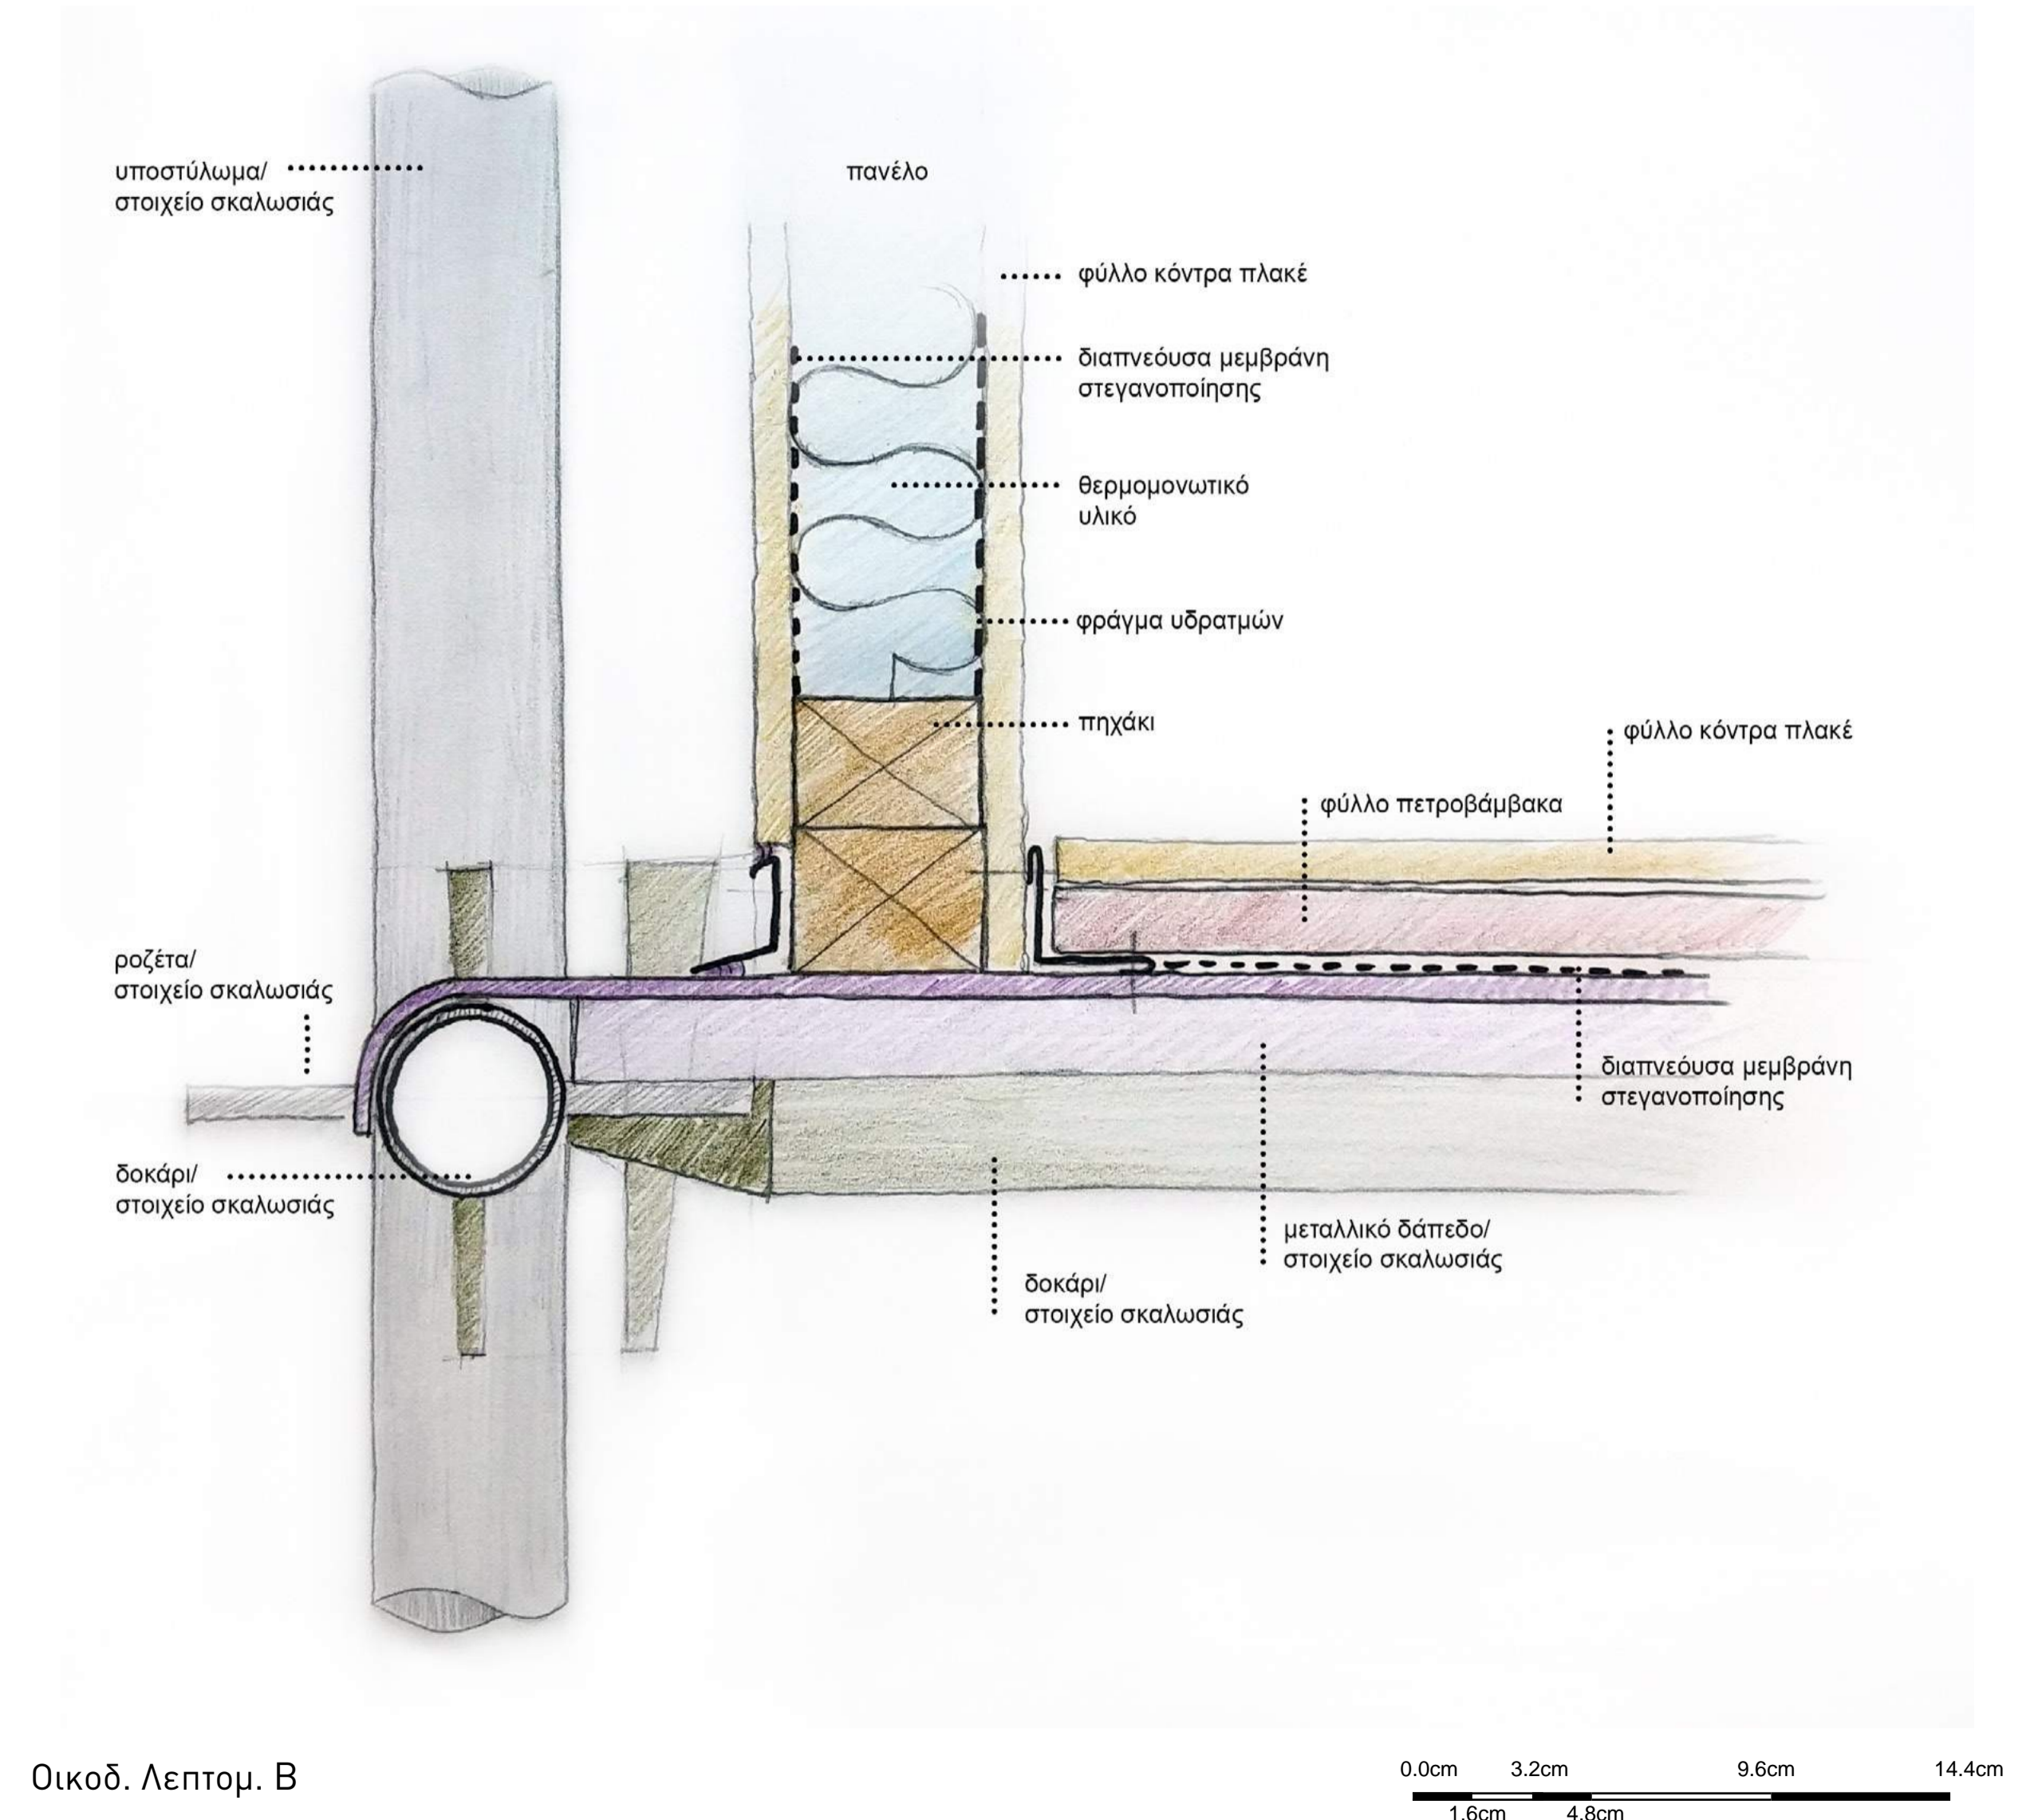 υποστύλωμα/
στοιχείο σκαλωσιάς
πανέλο
φύλλο κόντρα πλακέ
διαπνεόυσα μεμβράνη
στεγανοποίησης
θερμομονωτικό
υλικό
φράγμα υδρατμών
πηχάκι
φύλλο κόντρα πλακέ
φύλλο πετροβάμβακα
ροζέτα/
στοιχείο σκαλωσιάς
διαπνεόυσα μεμβράνη
στεγανοποίησης
δοκάρι/
στοιχείο σκαλωσιάς
μεταλλικό δάπεδο/
στοιχείο σκαλωσιάς
δοκάρι/
στοιχείο σκαλωσιάς
Οικοδ. Λεπτομ. Β
0.0cm 3.2cm 9.6cm 14.4cm
1.6cm 4.8cm